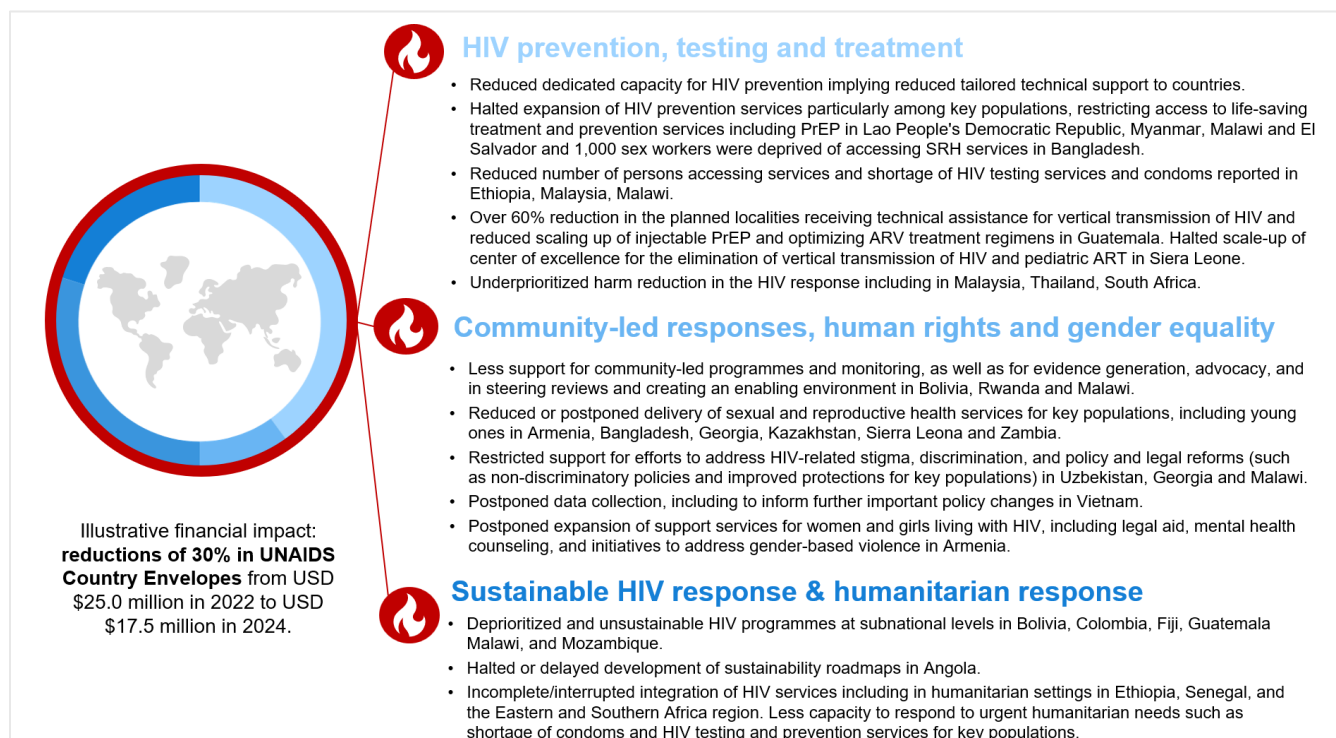 HIV prevention, testing and treatment
• Reduced dedicated capacity for HIV prevention implying reduced tailored technical support to countries.
• Halted expansion of HIV prevention services particularly among key populations, restricting access to life-saving
treatment and prevention services including PrEP in Lao People's Democratic Republic, Myanmar, Malawi and El
Salvador and 1,000 sex workers were deprived of accessing SRH services in Bangladesh.
• Reduced number of persons accessing services and shortage of HIV testing services and condoms reported in
Ethiopia, Malaysia, Malawi.
• Over 60% reduction in the planned localities receiving technical assistance for vertical transmission of HIV and
reduced scaling up of injectable PrEP and optimizing ARV treatment regimens in Guatemala. Halted scale-up of
center of excellence for the elimination of vertical transmission of HIV and pediatric ART in Siera Leone.
• Underprioritized harm reduction in the HIV response including in Malaysia, Thailand, South Africa.
Community-led responses, human rights and gender equality
• Less support for community-led programmes and monitoring, as well as for evidence generation, advocacy, and
in steering reviews and creating an enabling environment in Bolivia, Rwanda and Malawi.
• Reduced or postponed delivery of sexual and reproductive health services for key populations, including young
ones in Armenia, Bangladesh, Georgia, Kazakhstan, Sierra Leona and Zambia.
• Restricted support for efforts to address HIV-related stigma, discrimination, and policy and legal reforms (such
as non-discriminatory policies and improved protections for key populations) in Uzbekistan, Georgia and Malawi.
• Postponed data collection, including to inform further important policy changes in Vietnam.
• Postponed expansion of support services for women and girls living with HIV, including legal aid, mental health
counseling, and initiatives to address gender-based violence in Armenia.
Illustrative financial impact:
reductions of 30% in UNAIDS
Country Envelopes from USD
$25.0 million in 2022 to USD
$17.5 million in 2024.
Sustainable HIV response & humanitarian response
• Deprioritized and unsustainable HIV programmes at subnational levels in Bolivia, Colombia, Fiji, Guatemala
Malawi, and Mozambique.
• Halted or delayed development of sustainability roadmaps in Angola.
• Incomplete/interrupted integration of HIV services including in humanitarian settings in Ethiopia, Senegal, and
the Eastern and Southern Africa region. Less capacity to respond to urgent humanitarian needs such as
shortage of condoms and HIV testing and prevention services for key populations.